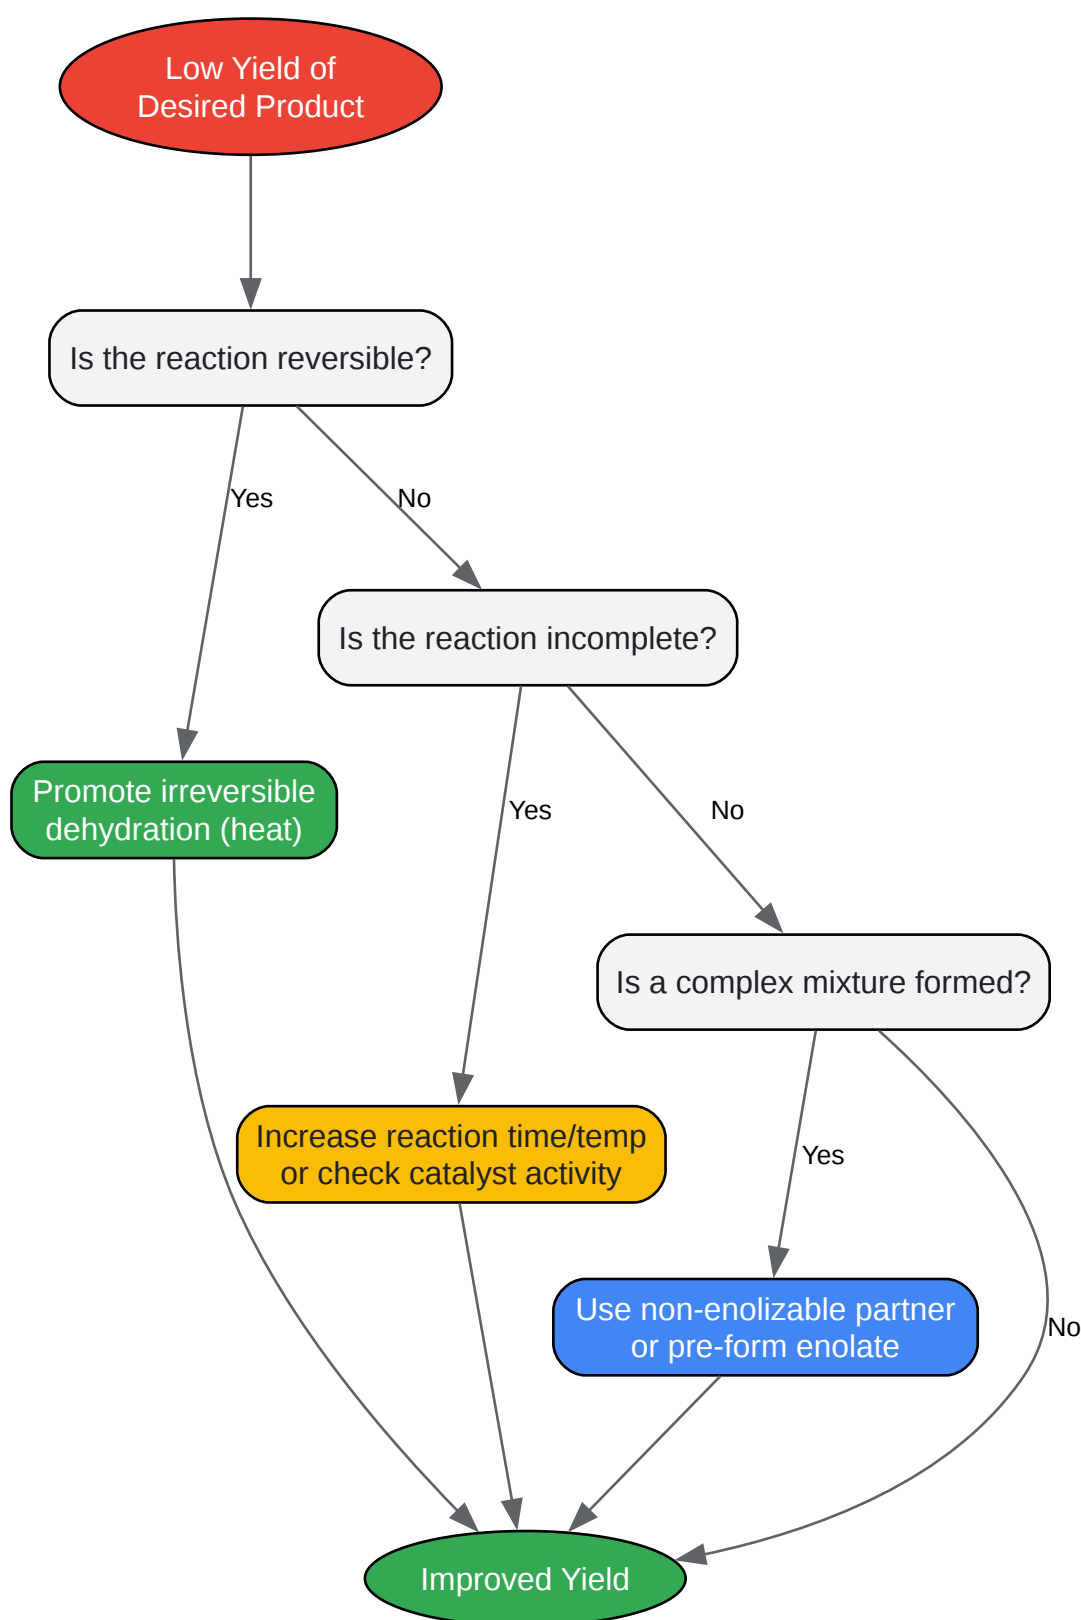 Low Yield of
Desired Product
Is the reaction reversible?
Yes
No
Is the reaction incomplete?
Promote irreversible
dehydration (heat)
Yes
No
Is a complex mixture formed?
Increase reaction time/temp
or check catalyst activity
Yes
Use non-enolizable partner
or pre-form enolate
No
Improved Yield